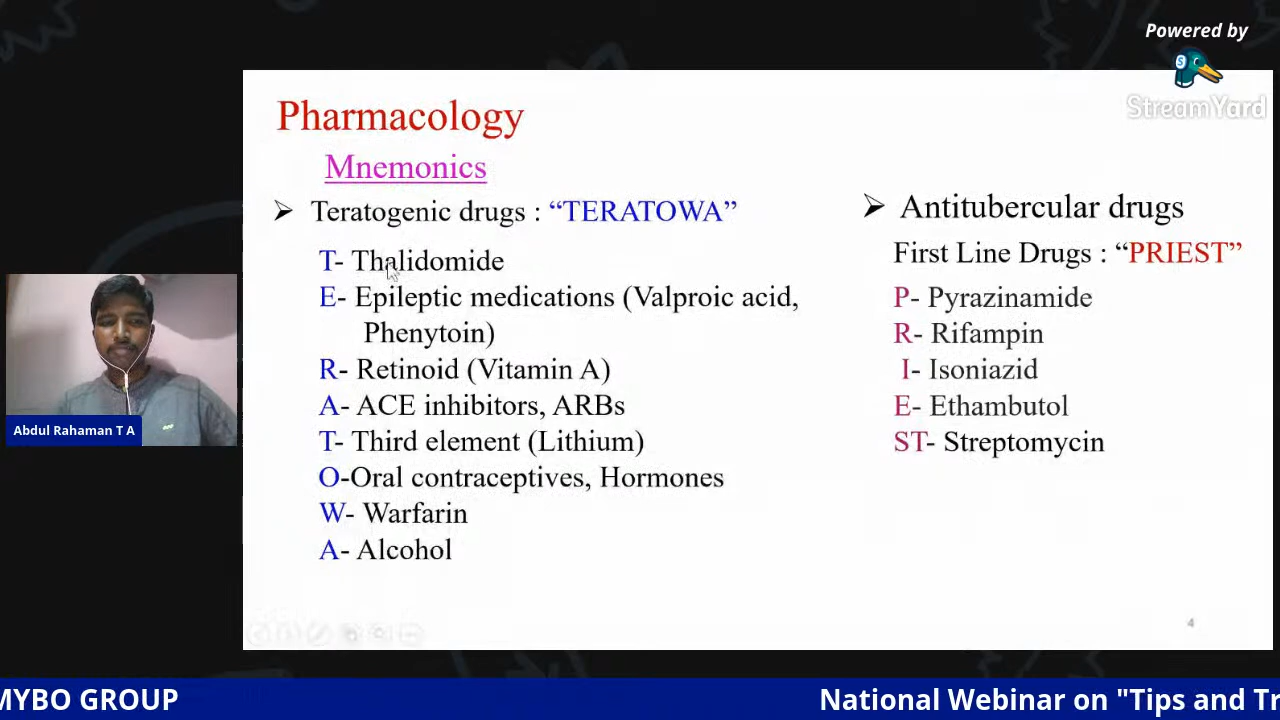 Powered by
StreamYard
Pharmacology
Mnemonics
➢ Teratogenic drugs : “TERATOWA”
T- Thalidomide
E- Epileptic medications (Valproic acid,
Phenytoin)
R- Retinoid (Vitamin A)
A- ACE inhibitors, ARBs
T- Third element (Lithium)
O-Oral contraceptives, Hormones
W- Warfarin
A- Alcohol
➢ Antitubercular drugs
First Line Drugs : “PRIEST”
P- Pyrazinamide
R- Rifampin
I- Isoniazid
E- Ethambutol
ST- Streptomycin
4
Abdul Rahaman T A
MYBO GROUP
National Webinar on "Tips and Tr